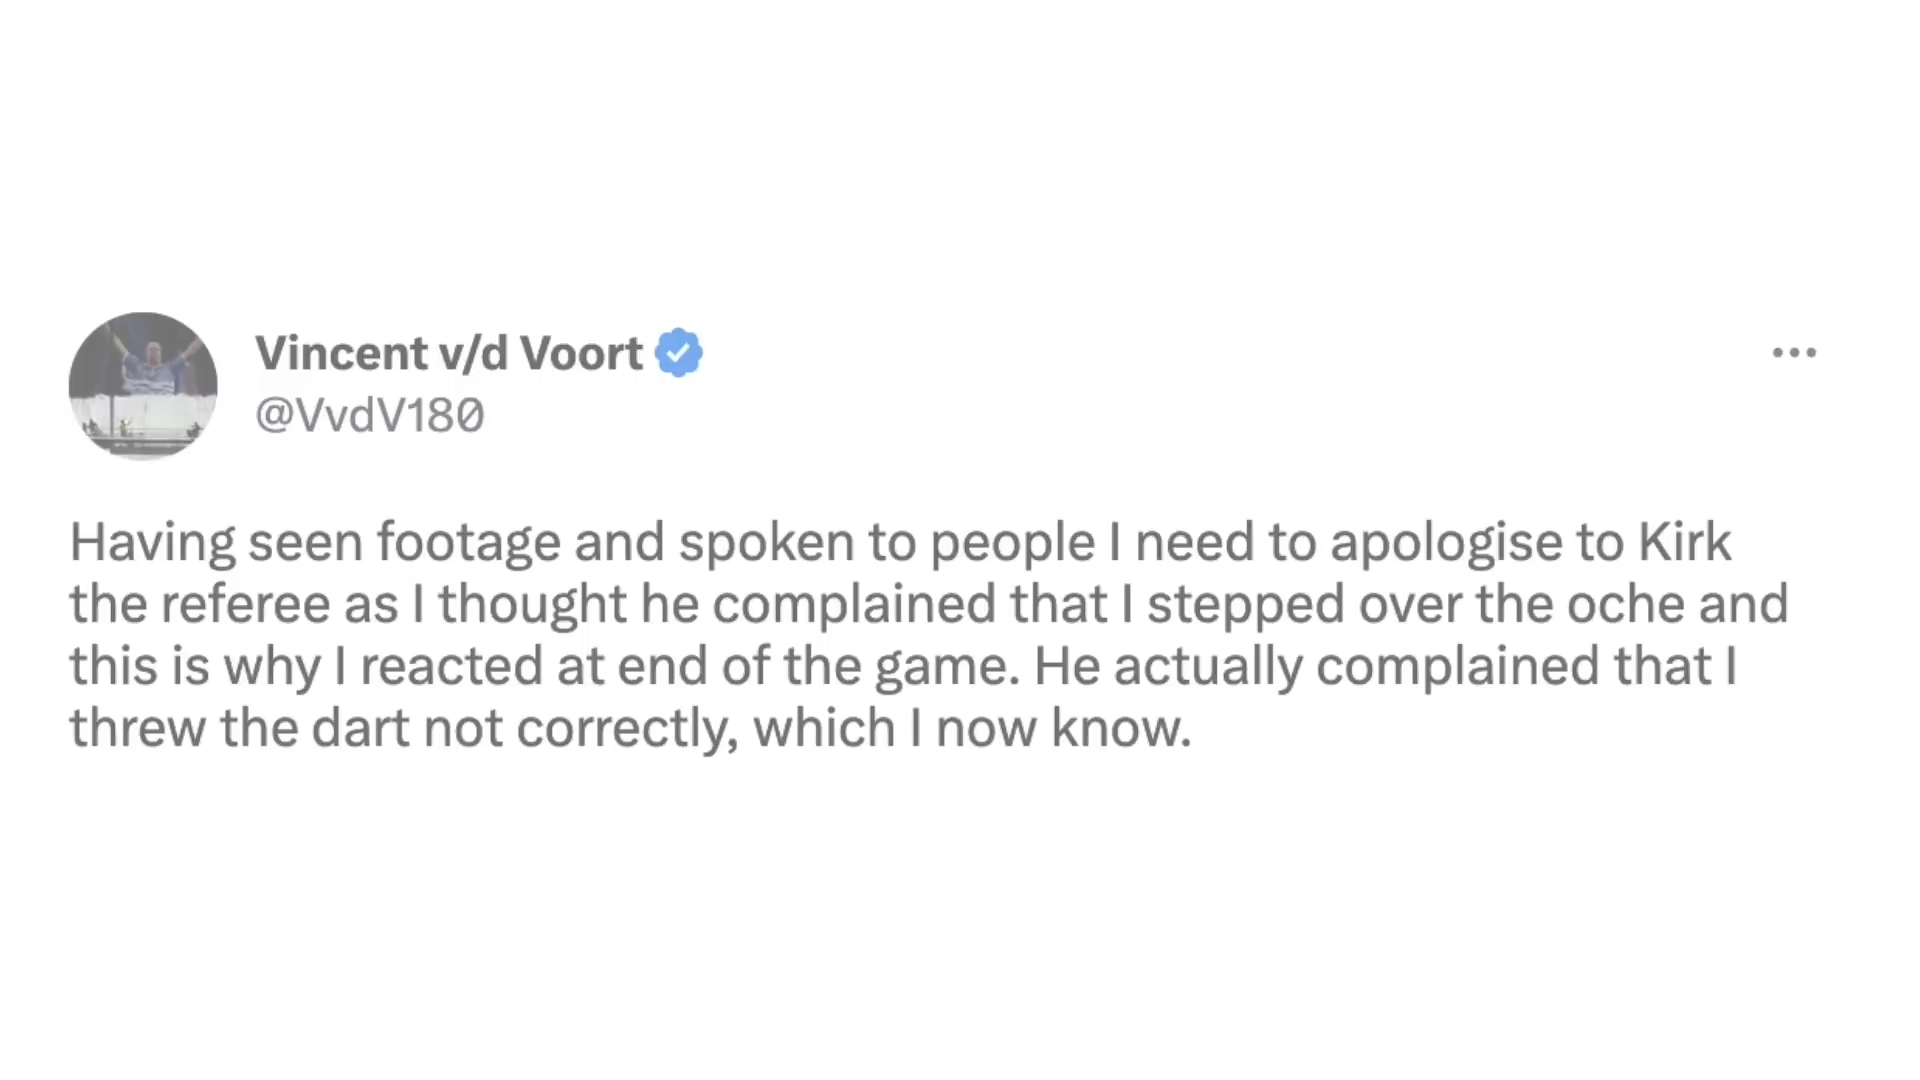 Vincent v/d Voort
@VvdV180
Having seen footage and spoken to people I need to apologise to Kirk
the referee as I thought he complained that I stepped over the oche and
this is why I reacted at end of the game. He actually complained that I
threw the dart not correctly, which I now know.